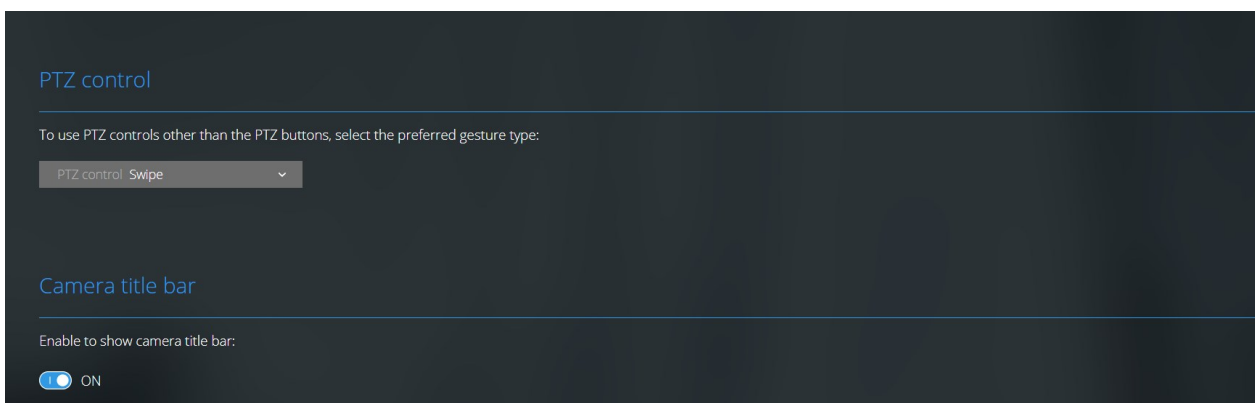 PTZ control
To use PTZ controls other than the PTZ buttons, select the preferred gesture type:
PTZ control Swipe
Camera title bar
Enable to show camera title bar:
ON